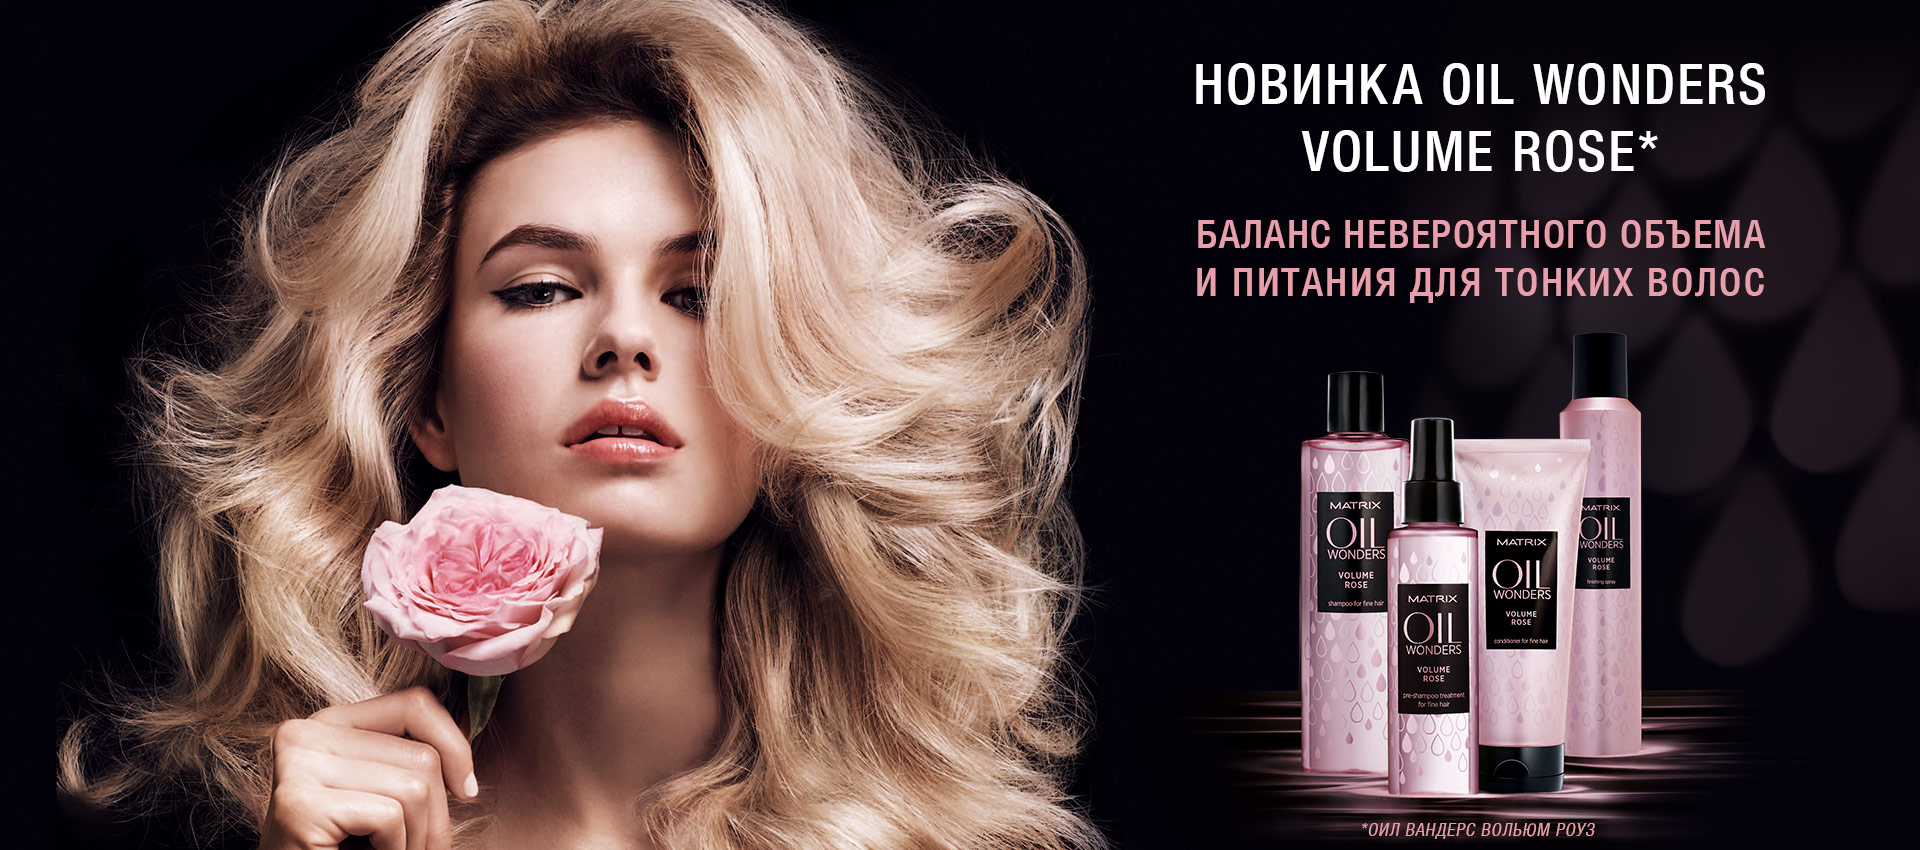 НОВИНКА OIL WONDERS
VOLUME ROSE*
БАЛАНС НЕВЕРОЯТНОГО ОБЪЕМА
И ПИТАНИЯ ДЛЯ ТОНКИХ ВОЛОС
MATRIX
OIL
WONDERS
VOLUME
ROSE
shampoo for fine hair
MATRIX
OIL
WONDERS
VOLUME
ROSE
pre-shampoo treatment
for fine hair
MATRIX
OIL
WONDERS
VOLUME
ROSE
conditioner for fine hair
MATRIX
OIL
WONDERS
VOLUME
ROSE
finishing spray
*ОИЛ ВАНДЕРС ВОЛЬЮМ РОУЗ